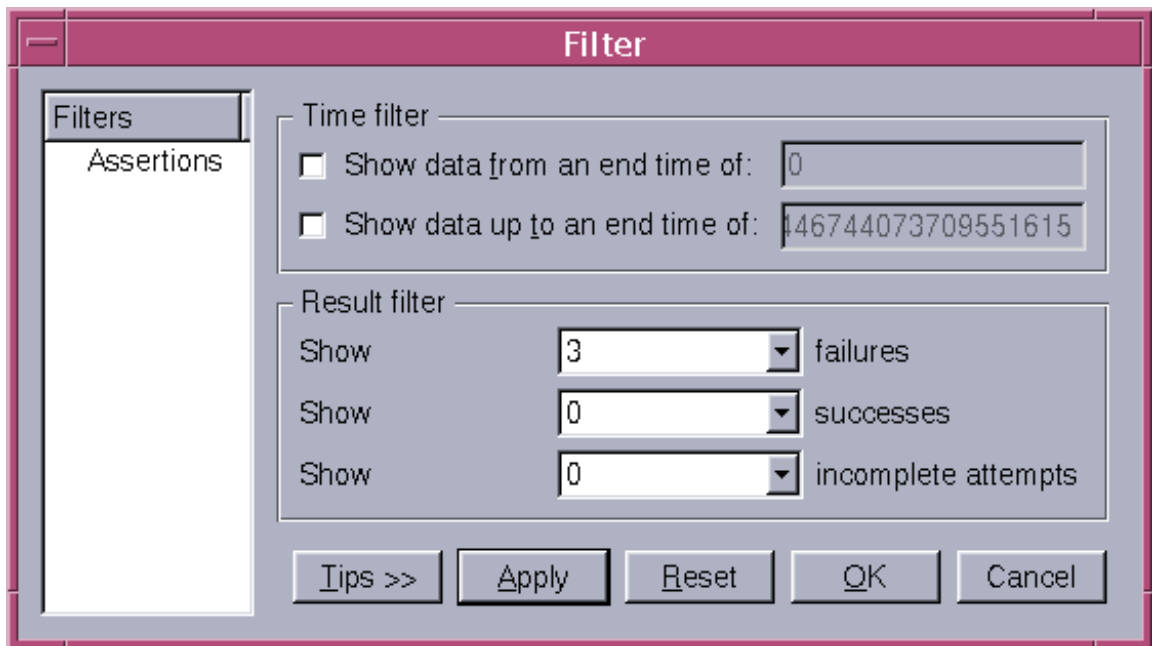 Filter
Filters
Assertions
Time filter
Show data from an end time of: 0
Show data up to an end time of: 446744073709551615
Result filter
Show 3 failures
Show 0 successes
Show 0 incomplete attempts
Tips >> Apply Reset OK Cancel